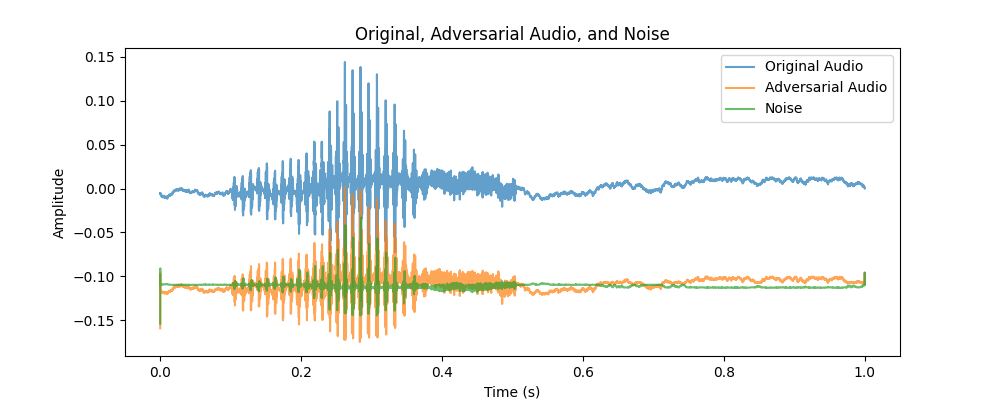 Original, Adversarial Audio, and Noise
Original Audio
Adversarial Audio
Noise
Amplitude
0.15
0.10
0.05
0.00
−0.05
−0.10
−0.15
0.0 0.2 0.4 0.6 0.8 1.0
Time (s)